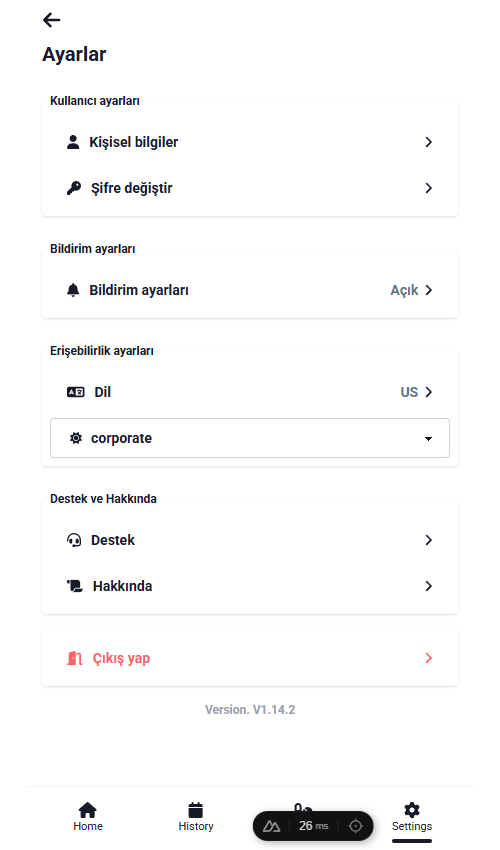 Ayarlar
Kullanıcı ayarları
Kişisel bilgiler
Şifre değiştir
Bildirim ayarları
Bildirim ayarları Açık
Erişebilirlik ayarları
Dil US
corporate
Destek ve Hakkında
Destek
Hakkında
Çıkış yap
Version. V1.14.2
Home History Settings
26 ms